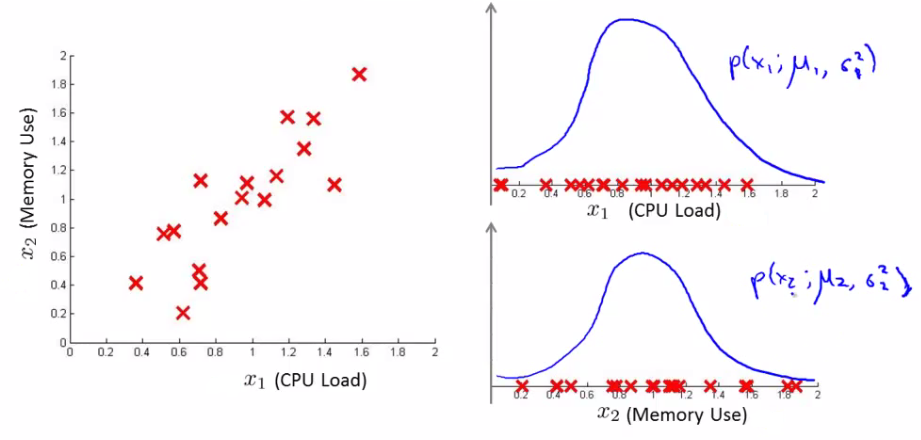 2
1.8
1.6
1.4
1.2
1
0.8
0.6
0.4
0.2
0
0 0.2 0.4 0.6 0.8 1 1.2 1.4 1.6 1.8 2
x₂ (Memory Use)
x₁ (CPU Load)
p(x₁; μ₁, σ₁²)
0.2 0.4 0.6 0.8 1 1.2 1.4 1.6 1.8 2
x₁ (CPU Load)
p(x₂; μ₂, σ₂²)
0.2 0.4 0.6 0.8 1 1.2 1.4 1.6 1.8 2
x₂ (Memory Use)